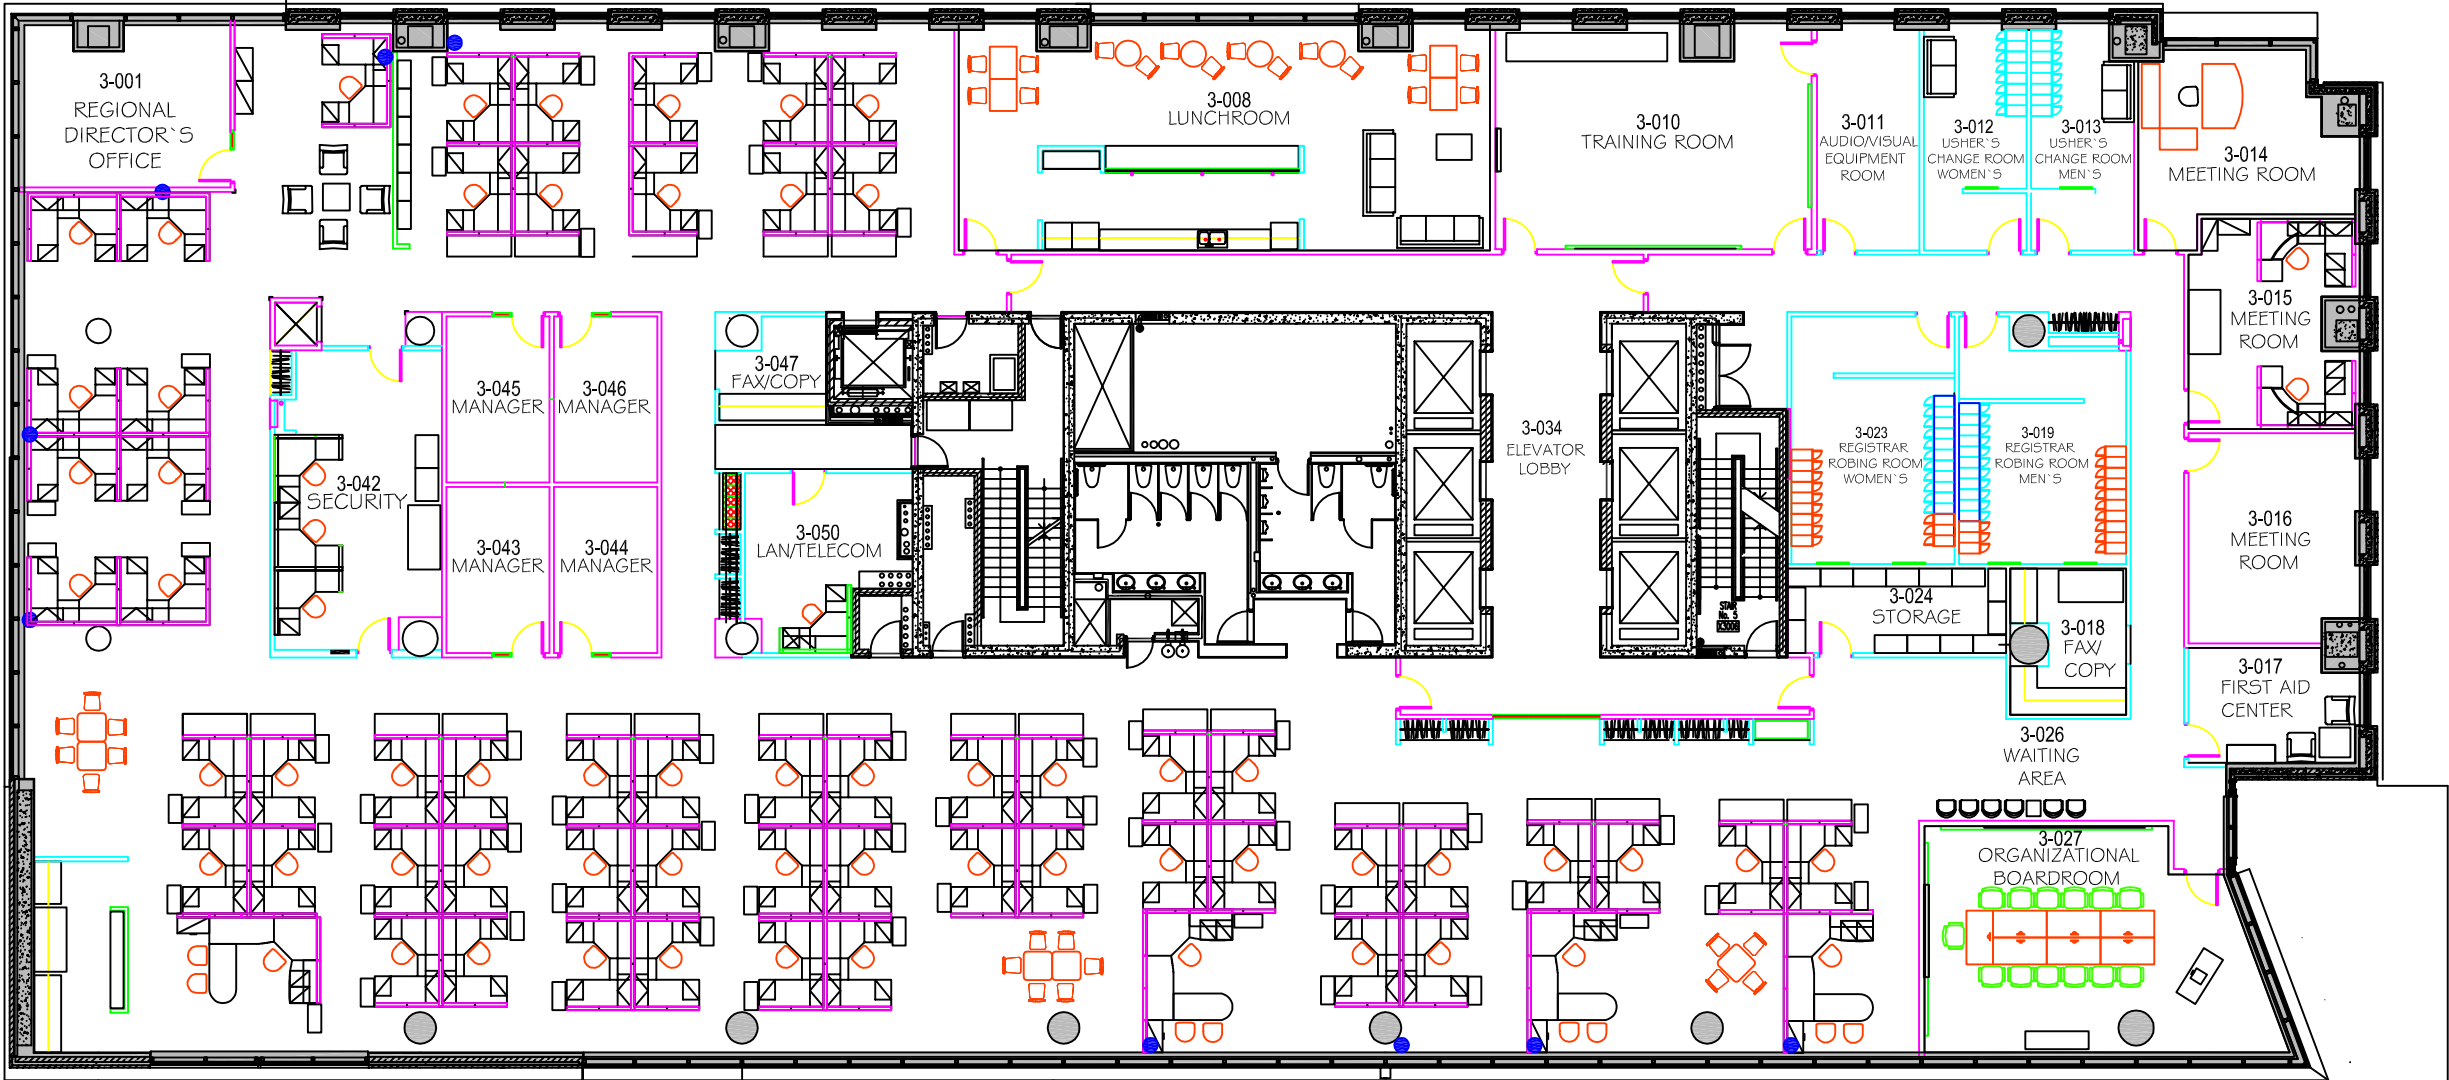 3-001
REGIONAL
DIRECTOR`S
OFFICE
3-008
LUNCHROOM
3-010
TRAINING ROOM
3-011
AUDIO/VISUAL
EQUIPMENT
ROOM
3-012
USHER`S
CHANGE ROOM
WOMEN`S
3-013
USHER`S
CHANGE ROOM
MEN`S
3-014
MEETING ROOM
3-015
MEETING
ROOM
3-047
FAX/COPY
3-045
MANAGER
3-046
MANAGER
3-042
SECURITY
3-043
MANAGER
3-044
MANAGER
3-050
LAN/TELECOM
3-034
ELEVATOR
LOBBY
3-023
REGISTRAR
ROBING ROOM
WOMEN`S
3-019
REGISTRAR
ROBING ROOM
MEN`S
3-016
MEETING
ROOM
3-024
STORAGE
STAIR
No. 5
3-018
FAX/
COPY
3-017
FIRST AID
CENTER
3-026
WAITING
AREA
3-027
ORGANIZATIONAL
BOARDROOM